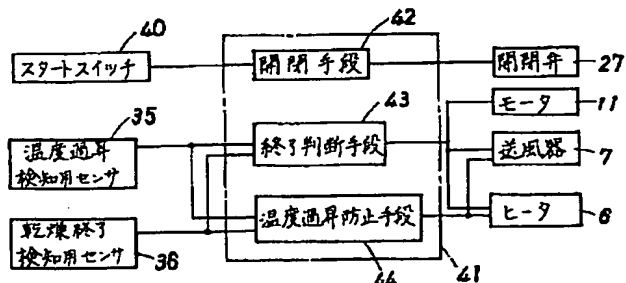 40
スタートスイッチ
42
開閉手段
開閉弁
27
モータ
11
35
温度過昇
検知用センサ
43
終了判断手段
送風器
7
乾燥終了
検知用センサ
36
温度過昇防止手段
ヒータ
6
44
41